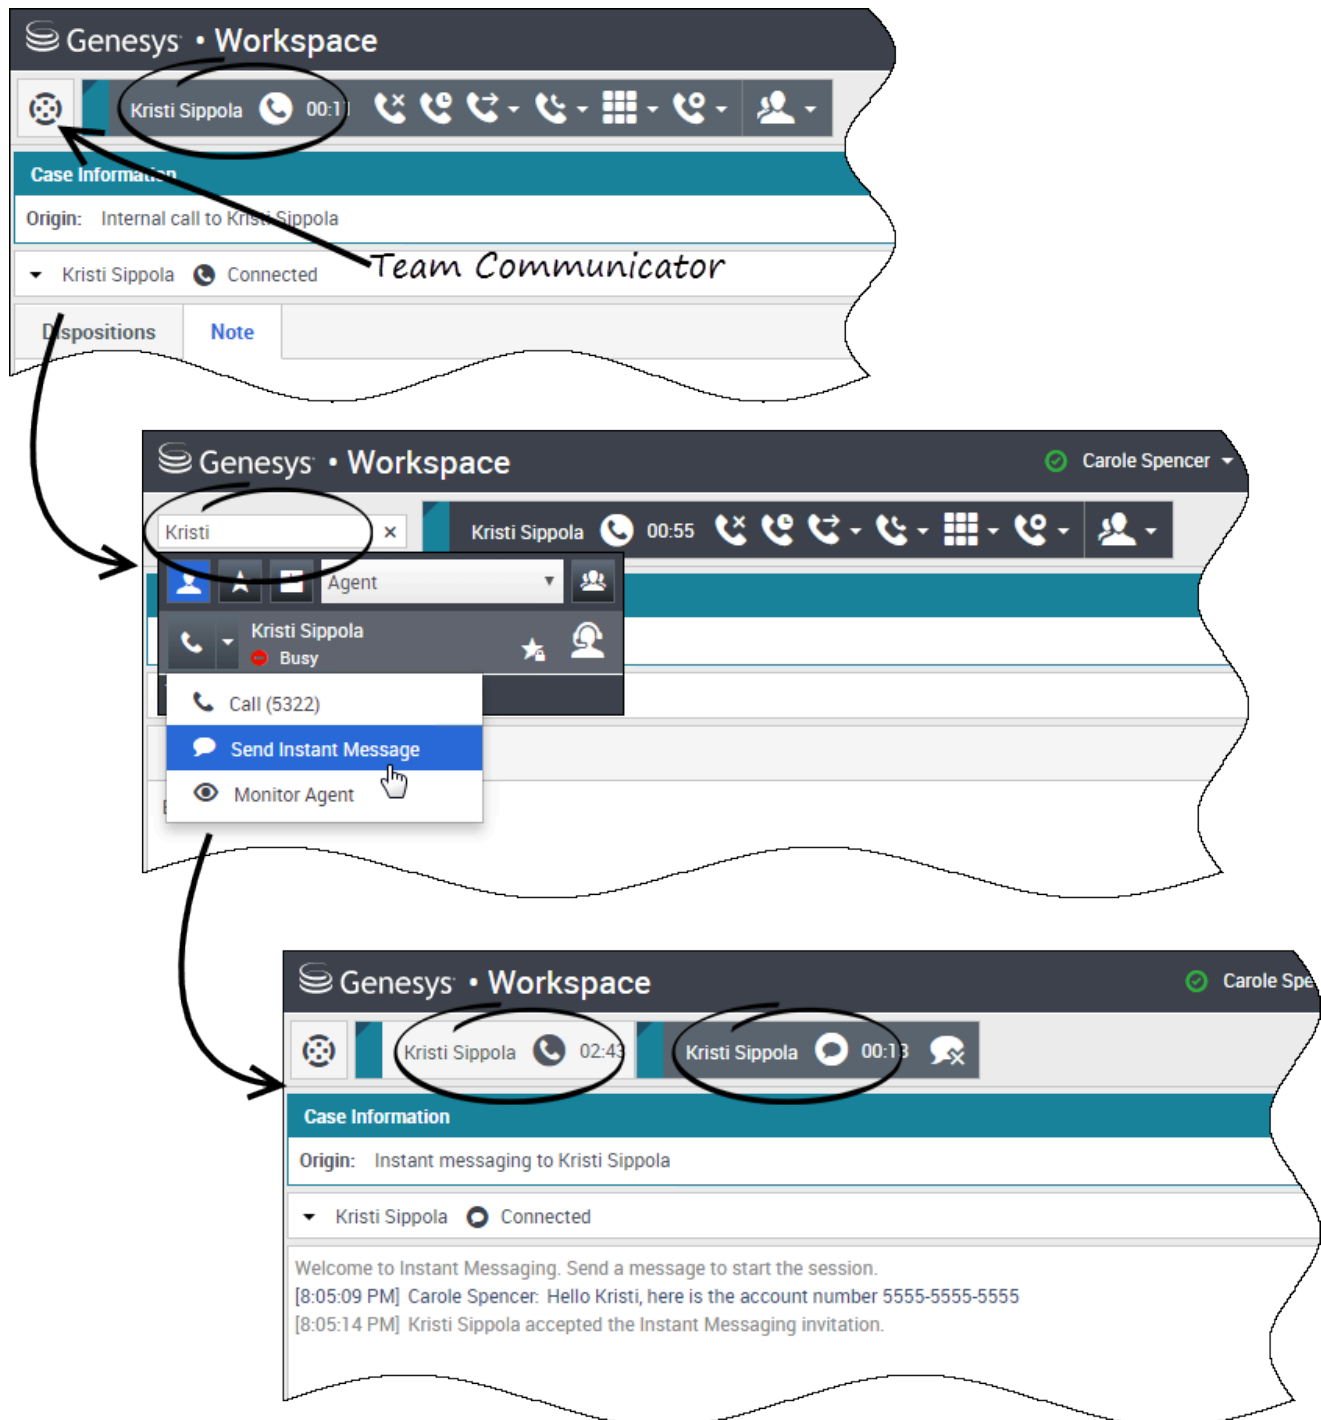 Genesys • Workspace
Kristi Sippola 00:11
Case Information
Origin: Internal call to Kristi Sippola
Kristi Sippola Connected
Team Communicator
Dispositions Note
Genesys • Workspace Carole Spencer
Kristi × Kristi Sippola 00:55
Agent
Kristi Sippola
Busy
Call (5322)
Send Instant Message
Monitor Agent
Genesys • Workspace Carole Spe
Kristi Sippola 02:43 Kristi Sippola 00:13
Case Information
Origin: Instant messaging to Kristi Sippola
Kristi Sippola Connected
Welcome to Instant Messaging. Send a message to start the session.
[8:05:09 PM] Carole Spencer: Hello Kristi, here is the account number 5555-5555-5555
[8:05:14 PM] Kristi Sippola accepted the Instant Messaging invitation.